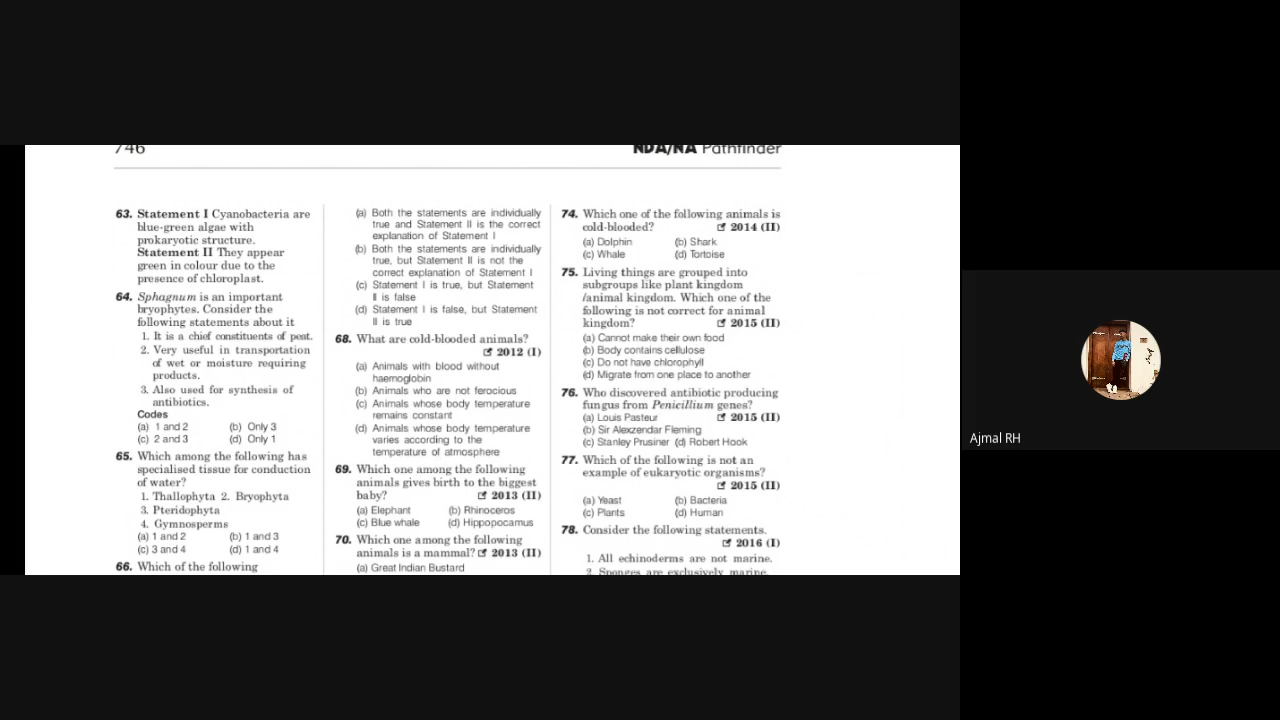 746
NDA/NA Pathfinder
63. Statement I Cyanobacteria are
blue-green algae with
prokaryotic structure.
Statement II They appear
green in colour due to the
presence of chloroplast.
64. Sphagnum is an important
bryophytes. Consider the
following statements about it
1. It is a chief constituents of peat.
2. Very useful in transportation
of wet or moisture requiring
products.
3. Also used for synthesis of
antibiotics.
Codes
(a) 1 and 2 (b) Only 3
(c) 2 and 3 (d) Only 1
65. Which among the following has
specialised tissue for conduction
of water?
1. Thallophyta 2. Bryophyta
3. Pteridophyta
4. Gymnosperms
(a) 1 and 2 (b) 1 and 3
(c) 3 and 4 (d) 1 and 4
66. Which of the following
(a) Both the statements are individually
true and Statement II is the correct
explanation of Statement I
(b) Both the statements are individually
true, but Statement II is not the
correct explanation of Statement I
(c) Statement I is true, but Statement
II is false
(d) Statement I is false, but Statement
II is true
68. What are cold-blooded animals?
2012 (I)
(a) Animals with blood without
haemoglobin
(b) Animals who are not ferocious
(c) Animals whose body temperature
remains constant
(d) Animals whose body temperature
varies according to the
temperature of atmosphere
69. Which one among the following
animals gives birth to the biggest
baby? 2013 (II)
(a) Elephant (b) Rhinoceros
(c) Blue whale (d) Hippopocamus
70. Which one among the following
animals is a mammal? 2013 (II)
(a) Great Indian Bustard
74. Which one of the following animals is
cold-blooded? 2014 (II)
(a) Dolphin (b) Shark
(c) Whale (d) Tortoise
75. Living things are grouped into
subgroups like plant kingdom
/animal kingdom. Which one of the
following is not correct for animal
kingdom? 2015 (II)
(a) Cannot make their own food
(b) Body contains cellulose
(c) Do not have chlorophyll
(d) Migrate from one place to another
76. Who discovered antibiotic producing
fungus from Penicillium genes?
(a) Louis Pasteur 2015 (II)
(b) Sir Alexzendar Fleming
(c) Stanley Prusiner (d) Robert Hook
77. Which of the following is not an
example of eukaryotic organisms?
2015 (II)
(a) Yeast (b) Bacteria
(c) Plants (d) Human
78. Consider the following statements.
2016 (I)
1. All echinoderms are not marine.
2. Sponges are exclusively marine.
Ajmal RH